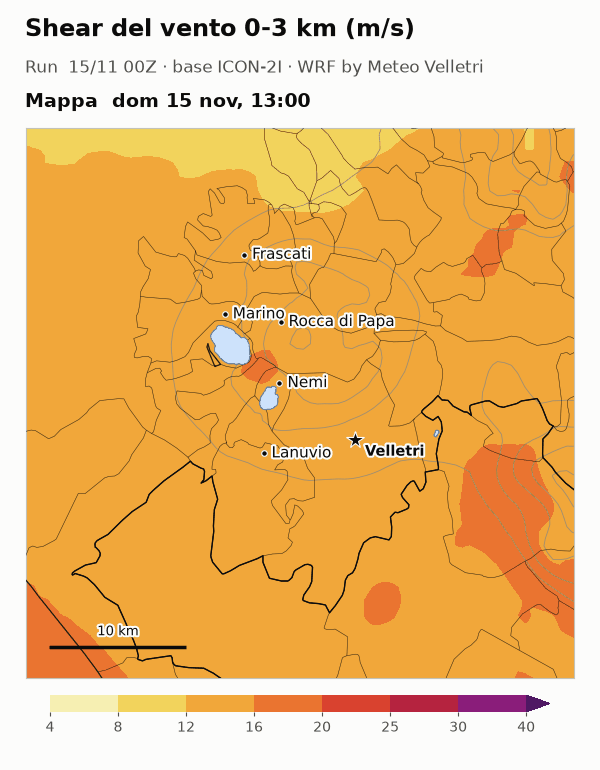 Shear del vento 0-3 km (m/s)
Run  15/11 00Z · base ICON-2I · WRF by Meteo Velletri
Mappa  dom 15 nov, 13:00
Frascati
Marino
Rocca di Papa
Nemi
Velletri
Lanuvio
10 km
4 8 12 16 20 25 30 40